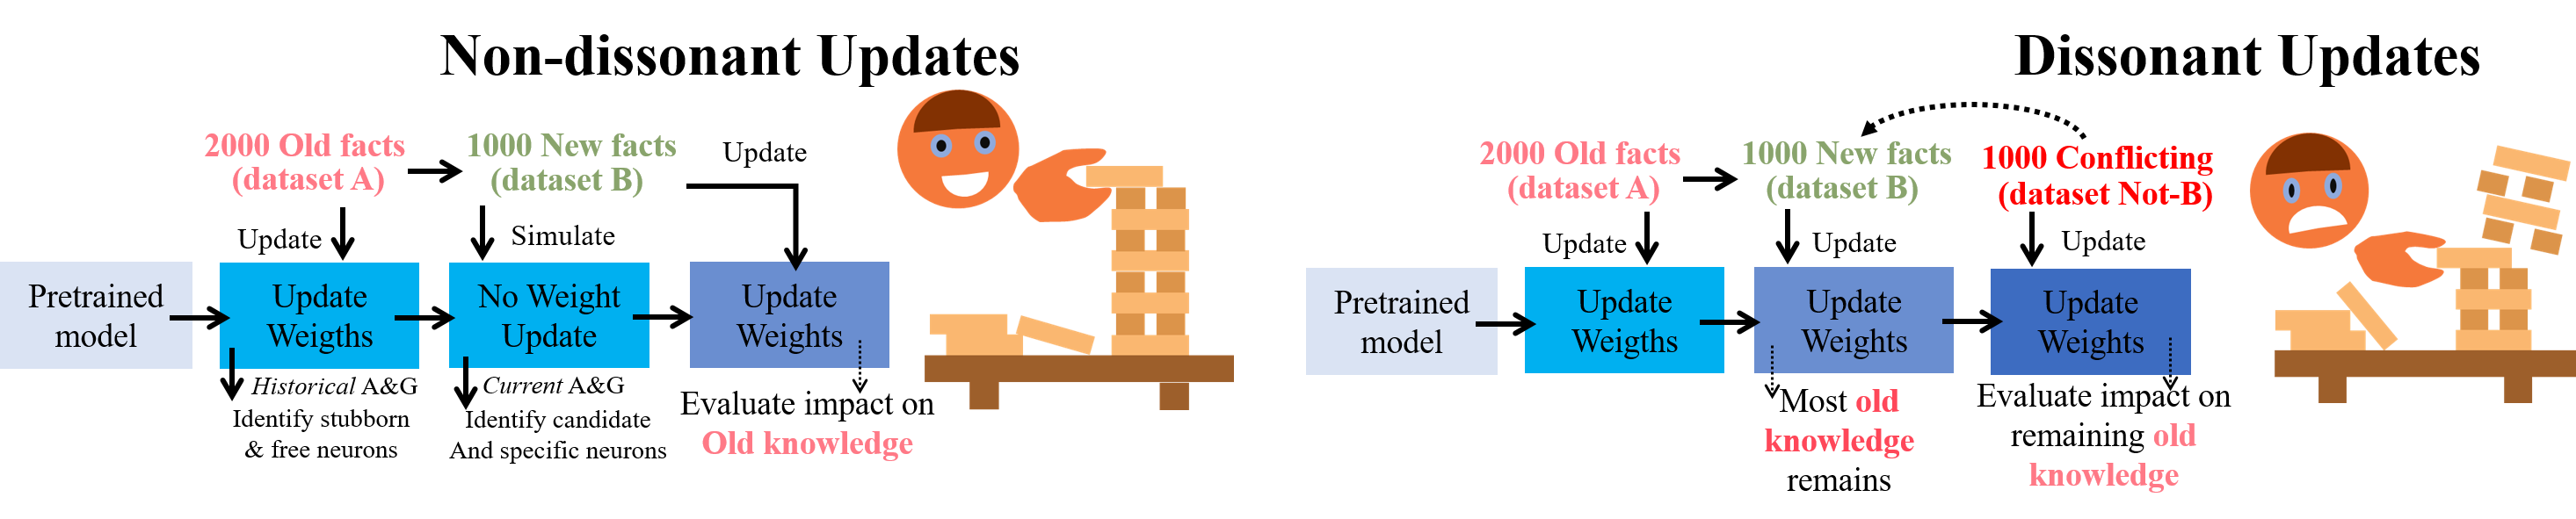 Non-dissonant Updates
2000 Old facts
(dataset A)
1000 New facts
(dataset B)
Update
Update
Simulate
Pretrained
model
Update
Weigths
No Weight
Update
Update
Weights
Historical A&G
Identify stubborn
& free neurons
Current A&G
Identify candidate
And specific neurons
Evaluate impact on
Old knowledge
Dissonant Updates
2000 Old facts
(dataset A)
1000 New facts
(dataset B)
1000 Conflicting
(dataset Not-B)
Update
Update
Update
Pretrained
model
Update
Weigths
Update
Weights
Update
Weights
Most old
knowledge
remains
Evaluate impact on
remaining old
knowledge